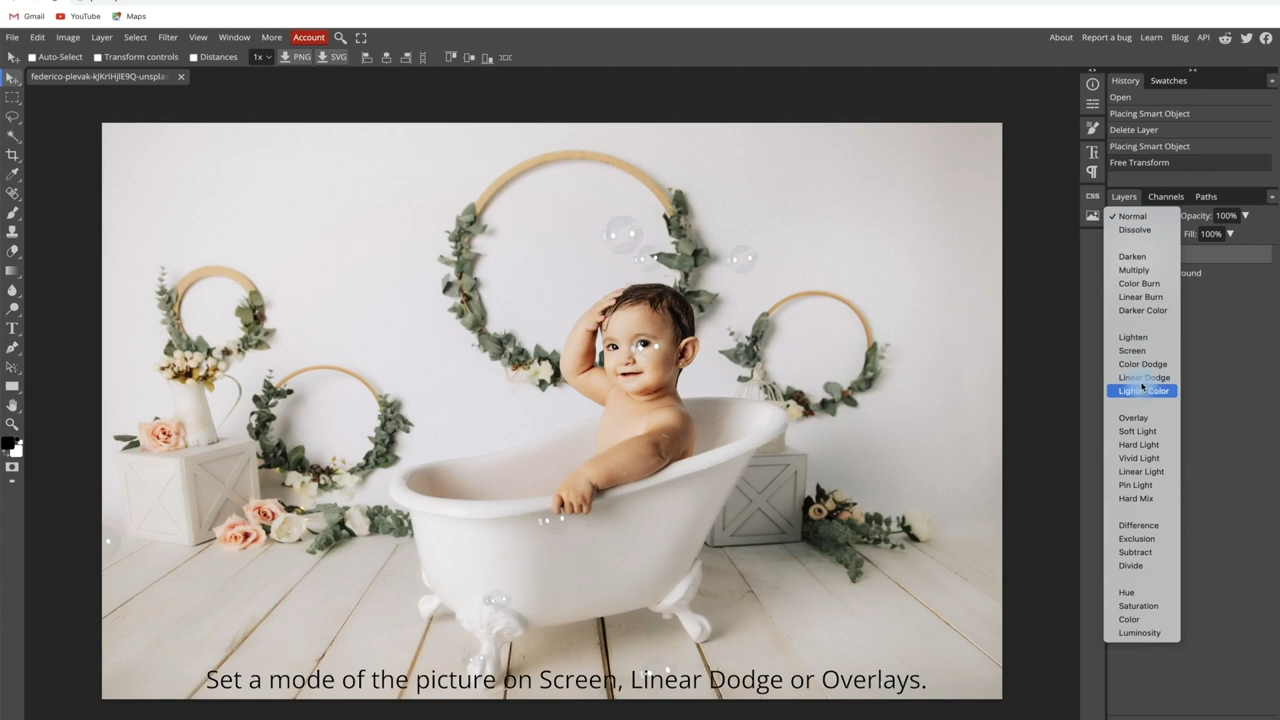 Gmail YouTube Maps
File Edit Image Layer Select Filter View Window More Account About Report a bug Learn Blog API
Auto-Select Transform controls Distances 1x PNG SVG
federico-plevak-kJKrIHjlE9Q-unspla
History Swatches
Open
Placing Smart Object
Delete Layer
Placing Smart Object
Free Transform
CSS
Layers Channels Paths
Normal Opacity: 100%
Dissolve
Fill: 100%
Darken
Multiply
Color Burn
Linear Burn
Darker Color
Lighten
Screen
Color Dodge
Linear Dodge
Lighter Color
Overlay
Soft Light
Hard Light
Vivid Light
Linear Light
Pin Light
Hard Mix
Difference
Exclusion
Subtract
Divide
Hue
Saturation
Color
Luminosity
Set a mode of the picture on Screen, Linear Dodge or Overlays.